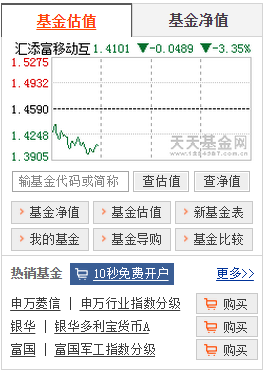 基金估值 基金净值
汇添富移动互 1.4101 ▼-0.0489 ▼-3.35%
1.5275
1.4932
1.4590
1.4248
1.3905
天天基金网
www.1234567.com.cn
输基金代码或简称 查估值 查净值
基金净值 基金估值 新基金表
我的基金 基金导购 基金比较
热销基金 10秒免费开户 更多>>
申万菱信 | 申万行业指数分级 购买
银华 | 银华多利宝货币A 购买
富国 | 富国军工指数分级 购买